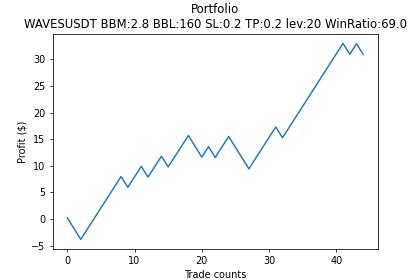 Portfolio
WAVESUSDT BBM:2.8 BBL:160 SL:0.2 TP:0.2 lev:20 WinRatio:69.0
Profit ($)
30
25
20
15
10
5
0
−5
0 10 20 30 40
Trade counts